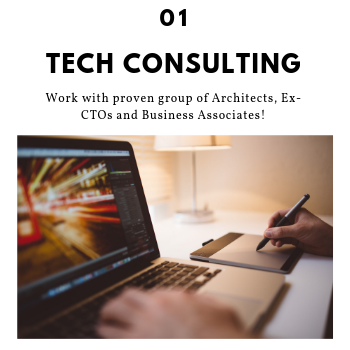 01
TECH CONSULTING
Work with proven group of Architects, Ex-
CTOs and Business Associates!